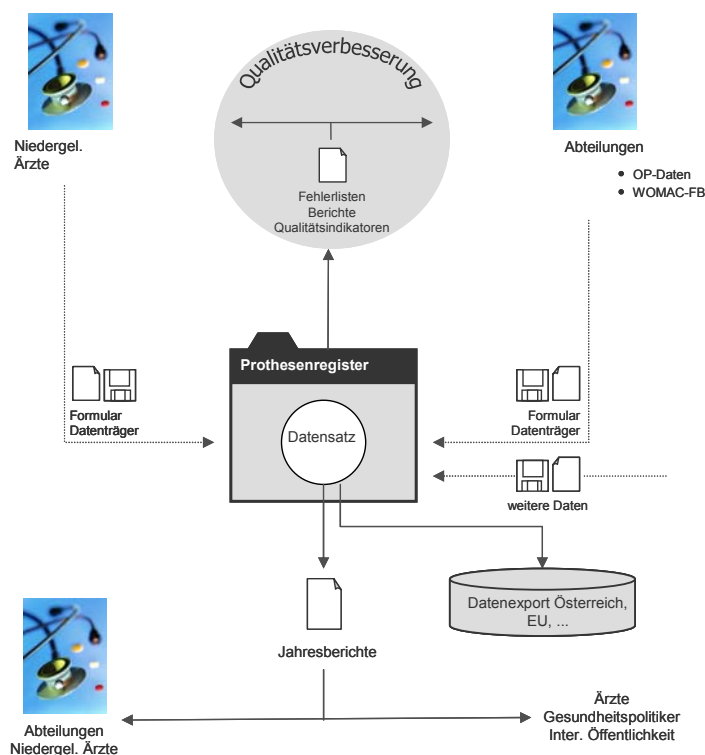 Qualitätsverbesserung
Niedergel.
Ärzte
Abteilungen
• OP-Daten
• WOMAC-FB
Fehlerlisten
Berichte
Qualitätsindikatoren
Prothesenregister
Datensatz
Formular
Datenträger
Formular
Datenträger
weitere Daten
Datenexport Österreich,
EU, ...
Jahresberichte
Abteilungen
Niedergel. Ärzte
Ärzte
Gesundheitspolitiker
Inter. Öffentlichkeit